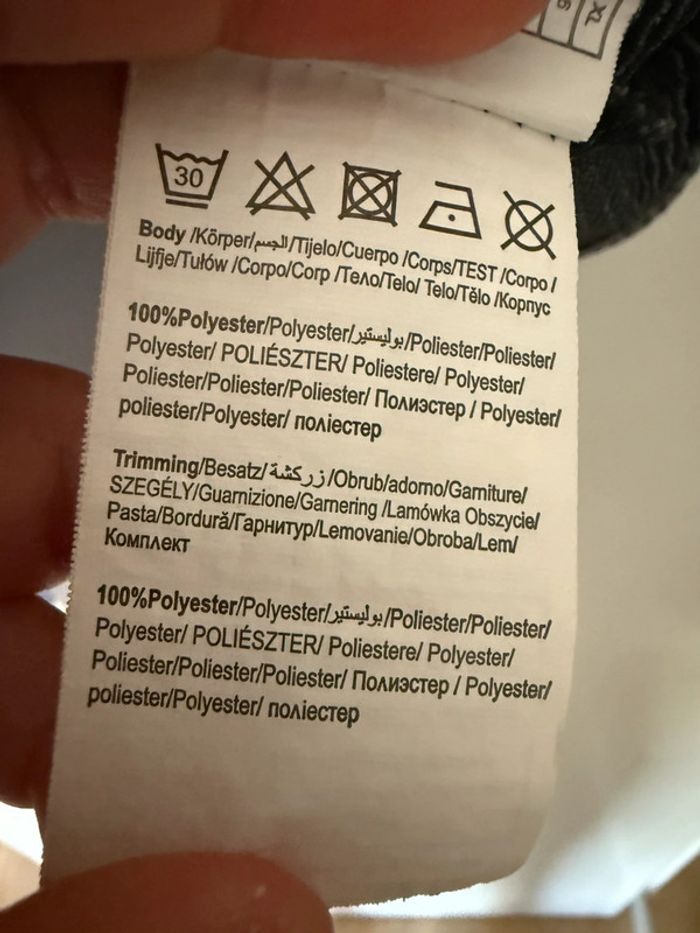 XL
30
Body /Körper/الجسم/Tijelo/Cuerpo /Corps/TEST /Corpo /
Lijfje/Tułów /Corpo/Corp /Тело/Telo/ Telo/Tělo /Корпус
100%Polyester/Polyester/بوليستير/Poliester/Poliester/
Polyester/ POLIÉSZTER/ Poliestere/ Polyester/
Poliester/Poliester/Poliester/ Полиэстер / Polyester/
poliester/Polyester/ поліестер
Trimming/Besatz/زركشة/Obrub/adorno/Garniture/
SZEGÉLY/Guarnizione/Garnering /Lamówka Obszycie/
Pasta/Bordură/Гарнитур/Lemovanie/Obroba/Lem/
Комплект
100%Polyester/Polyester/بوليستير/Poliester/Poliester/
Polyester/ POLIÉSZTER/ Poliestere/ Polyester/
Poliester/Poliester/Poliester/ Полиэстер / Polyester/
poliester/Polyester/ поліестер